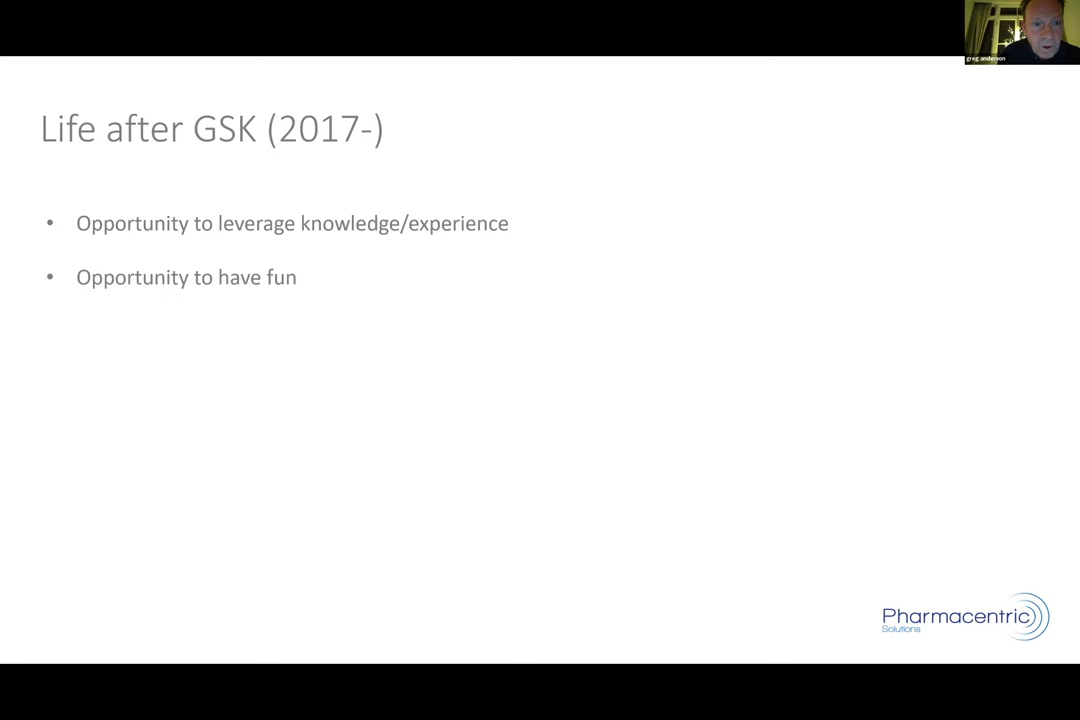 greg anderson
Life after GSK (2017-)
• Opportunity to leverage knowledge/experience
• Opportunity to have fun
Pharmacentric
Solutions